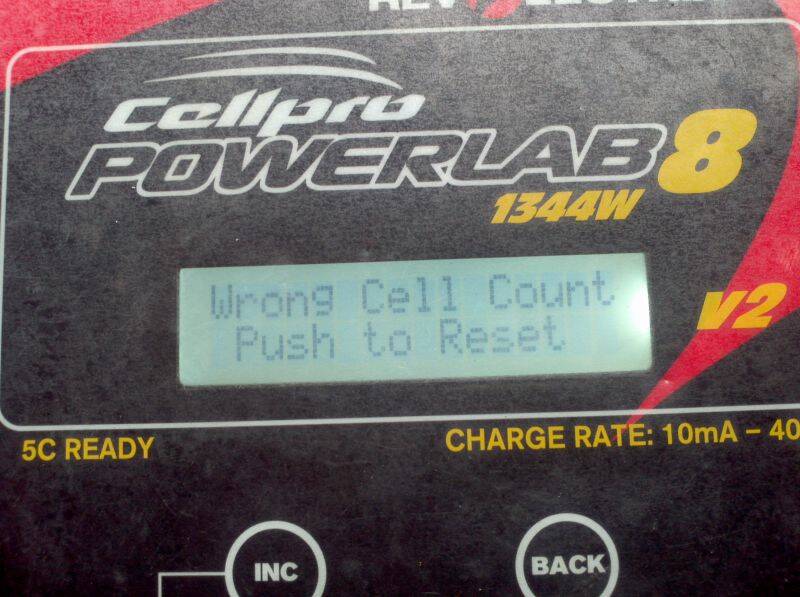 Cellpro
POWERLAB 8
1344W
Wrong Cell Count
Push to Reset
V2
5C READY
CHARGE RATE: 10mA – 40
INC
BACK